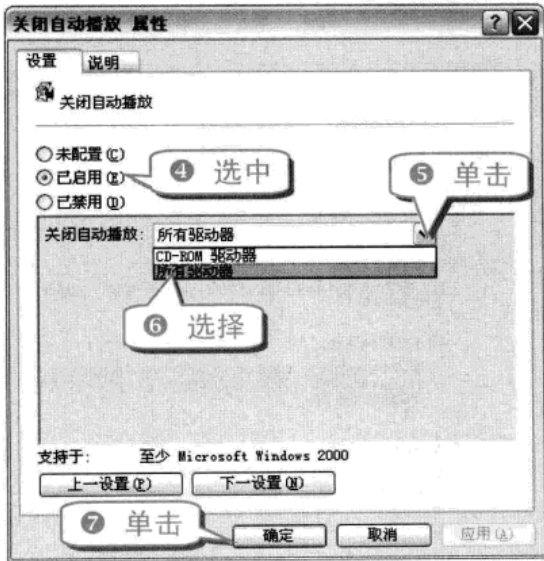 关闭自动播放 属性
设置 说明
关闭自动播放
未配置(C)
已启用(E)
❹ 选中
❺ 单击
已禁用(D)
关闭自动播放: 所有驱动器
CD-ROM 驱动器
所有驱动器
❻ 选择
支持于: 至少 Microsoft Windows 2000
上一设置(P) 下一设置(N)
❼ 单击
确定 取消 应用(A)